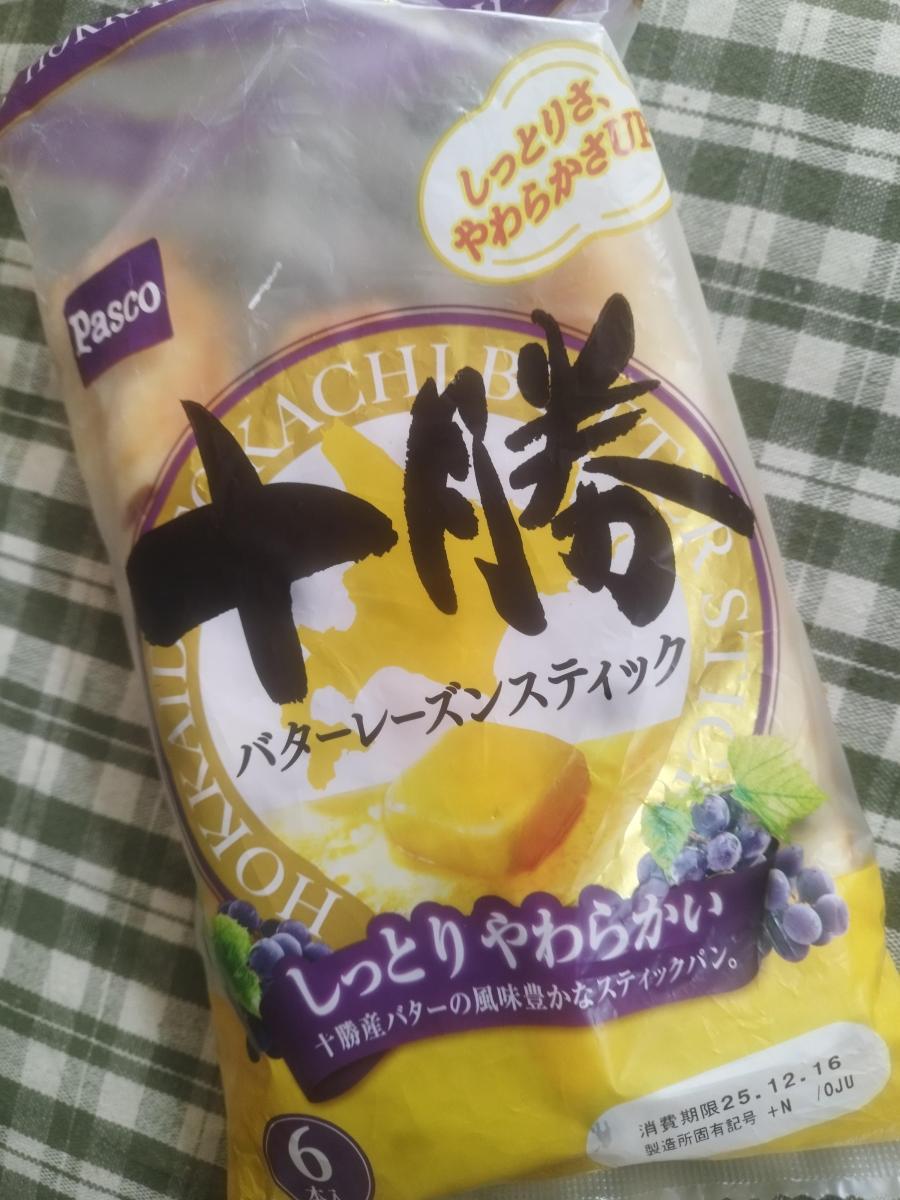 しっとりさ、
やわらかさUP
Pasco
HOKKAIDO TOKACHI BUTTER STICK
十勝
バターレーズンスティック
しっとり やわらかい
十勝産バターの風味豊かなスティックパン。
消費期限25.12.16
製造所固有記号 +N /OJU
6
本入